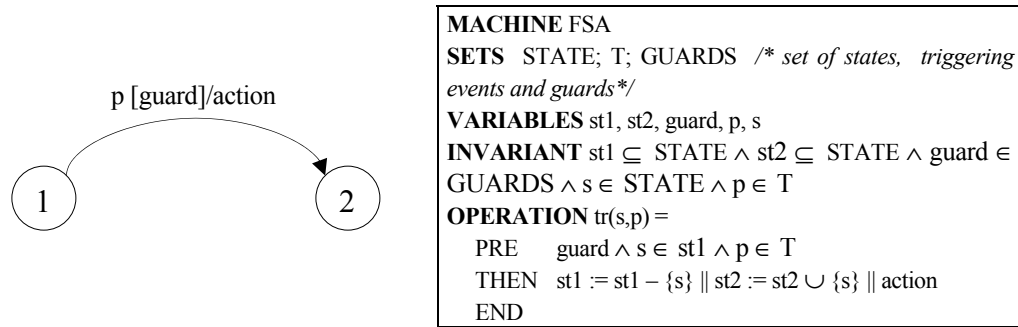 p [guard]/action
1
2
MACHINE FSA
SETS STATE; T; GUARDS /* set of states, triggering
events and guards*/
VARIABLES st1, st2, guard, p, s
INVARIANT st1 ⊆ STATE ∧ st2 ⊆ STATE ∧ guard ∈
GUARDS ∧ s ∈ STATE ∧ p ∈ T
OPERATION tr(s,p) =
PRE guard ∧ s ∈ st1 ∧ p ∈ T
THEN st1 := st1 – {s} || st2 := st2 ∪ {s} || action
END